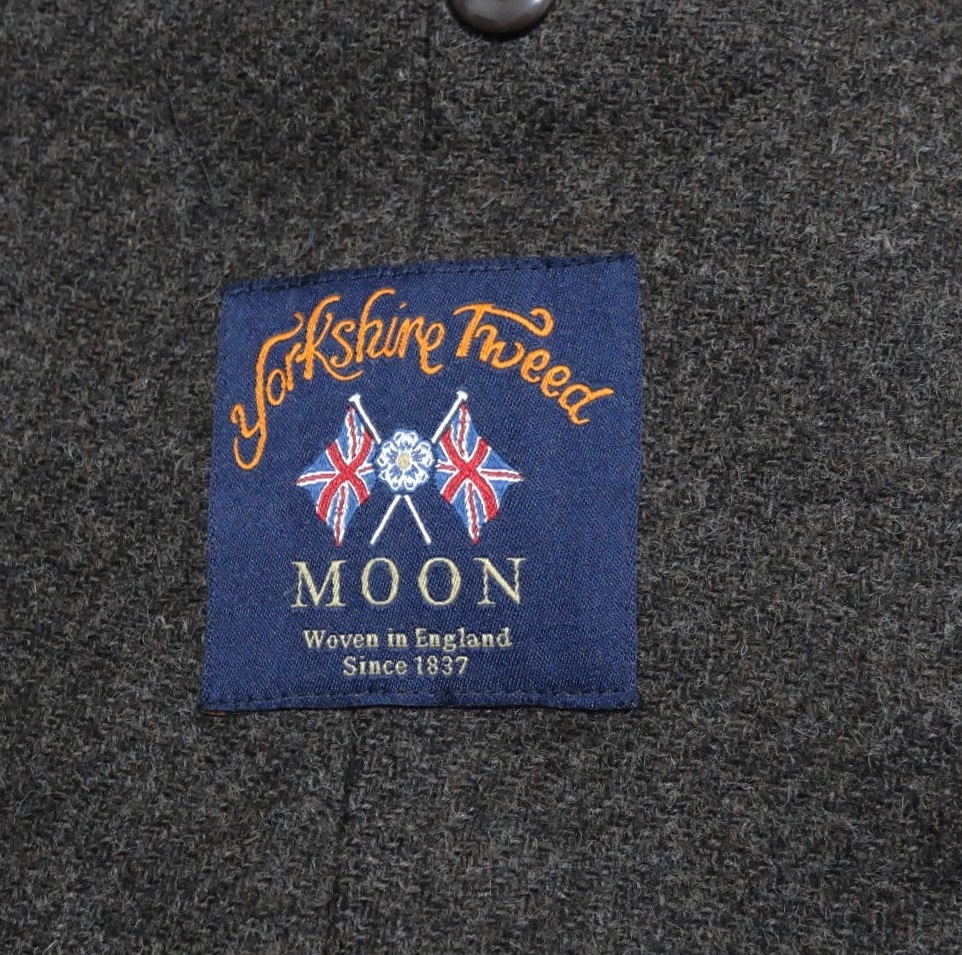 Yorkshire Tweed
MOON
Woven in England
Since 1837